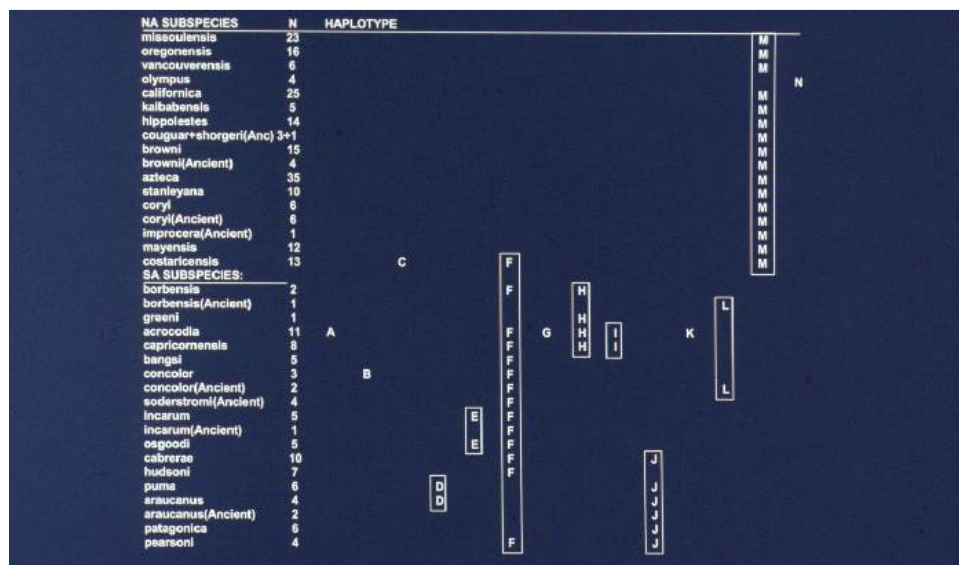 NA SUBSPECIES N HAPLOTYPE
missoulensis 23 M
oregonensis 16 M
vancouverensis 6 M
olympus 4 N
californica 25 M
kaibabensis 5 M
hippolestes 14 M
couguar+shorgeri(Anc) 3+1 M
browni 15 M
browni(Ancient) 4 M
azteca 35 M
stanleyana 10 M
coryi 6 M
coryi(Ancient) 6 M
improcera(Ancient) 1 M
mayensis 12 M
costaricensis 13 C F M
SA SUBSPECIES:
borbensis 2 F H
borbensis(Ancient) 1 L
greeni 1 H
acrocodia 11 A F G H I K
capricornensis 8 F H I
bangsi 5 F
concolor 3 B F
concolor(Ancient) 2 F L
soderstromi(Ancient) 4 F
incarum 5 E F
incarum(Ancient) 1 F
osgoodi 5 E F
cabrerae 10 F J
hudsoni 7 F
puma 6 D J
araucanus 4 D J
araucanus(Ancient) 2 J
patagonica 6 J
pearsoni 4 F J